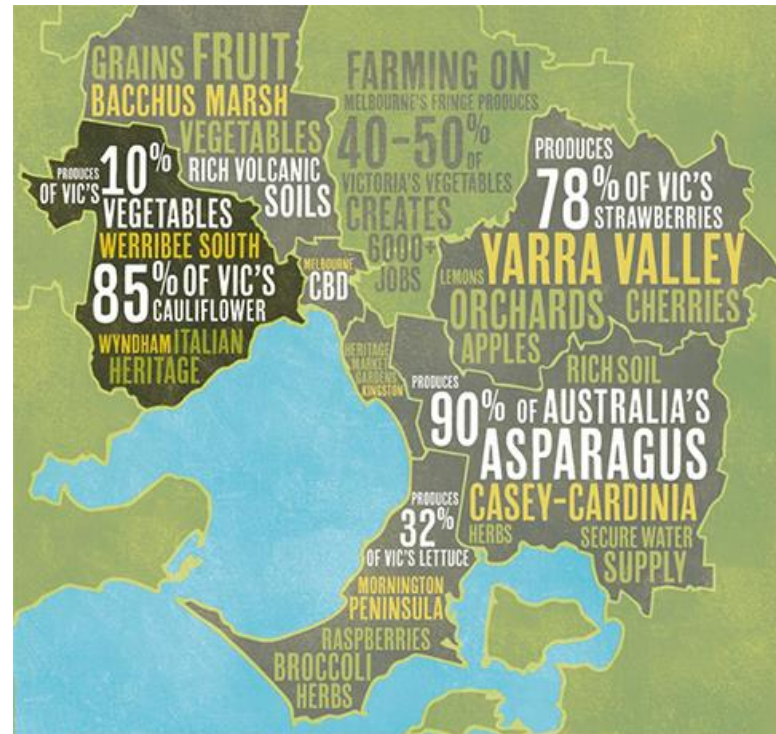 GRAINS FRUIT
BACCHUS MARSH
VEGETABLES
RICH VOLCANIC
SOILS
FARMING ON
MELBOURNE'S FRINGE PRODUCES
40-50% OF
VICTORIA'S VEGETABLES
CREATES
6000+
JOBS
PRODUCES 10%
OF VIC'S
VEGETABLES
WERRIBEE SOUTH
85% OF VIC'S
CAULIFLOWER
WYNDHAM ITALIAN
HERITAGE
MELBOURNE
CBD
PRODUCES
78% OF VIC'S
STRAWBERRIES
LEMONS YARRA VALLEY
ORCHARDS CHERRIES
APPLES
HERITAGE
MARKET
GARDENS
KINGSTON
RICH SOIL
PRODUCES
90% OF AUSTRALIA'S
ASPARAGUS
CASEY-CARDINIA
HERBS SECURE WATER
SUPPLY
PRODUCES
32%
OF VIC'S LETTUCE
MORNINGTON
PENINSULA
RASPBERRIES
BROCCOLI
HERBS